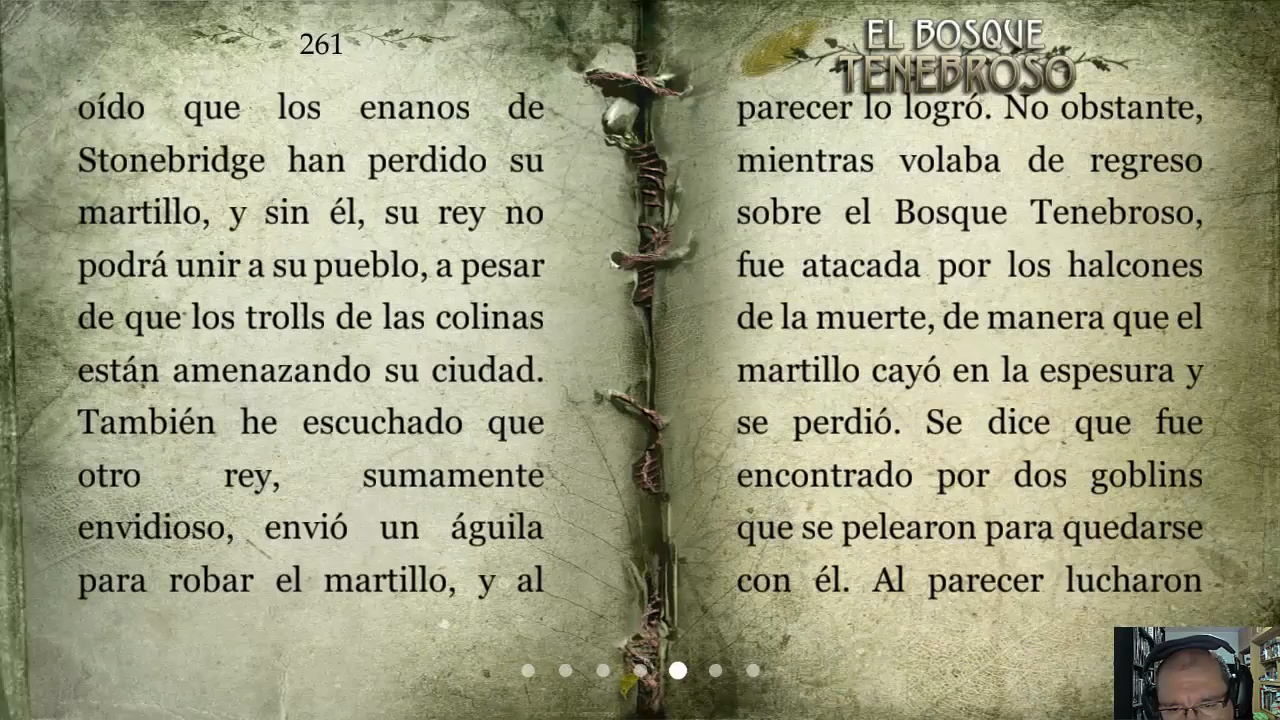 261
oído que los enanos de
Stonebridge han perdido su
martillo, y sin él, su rey no
podrá unir a su pueblo, a pesar
de que los trolls de las colinas
están amenazando su ciudad.
También he escuchado que
otro rey, sumamente
envidioso, envió un águila
para robar el martillo, y al
EL BOSQUE
TENEBROSO
parecer lo logró. No obstante,
mientras volaba de regreso
sobre el Bosque Tenebroso,
fue atacada por los halcones
de la muerte, de manera que el
martillo cayó en la espesura y
se perdió. Se dice que fue
encontrado por dos goblins
que se pelearon para quedarse
con él. Al parecer lucharon